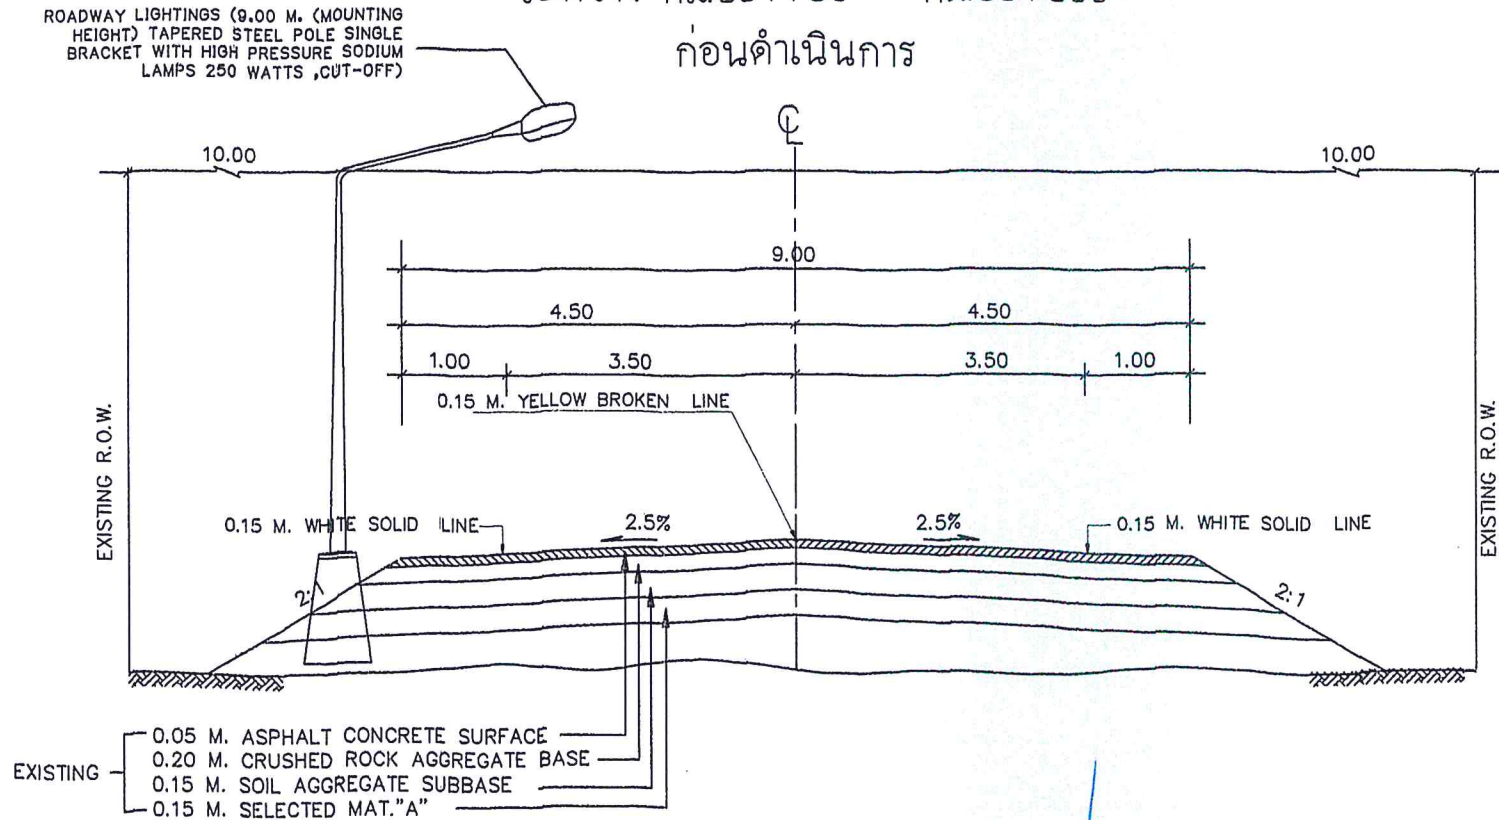 ROADWAY LIGHTINGS (9.00 M. (MOUNTING
HEIGHT) TAPERED STEEL POLE SINGLE
BRACKET WITH HIGH PRESSURE SODIUM
LAMPS 250 WATTS ,CUT-OFF)
ก่อนดำเนินการ
℄
10.00
10.00
9.00
4.50
4.50
1.00
3.50
3.50
1.00
0.15 M. YELLOW BROKEN LINE
EXISTING R.O.W.
EXISTING R.O.W.
0.15 M. WHITE SOLID LINE
2.5%
2.5%
0.15 M. WHITE SOLID LINE
2:1
2:1
EXISTING
0.05 M. ASPHALT CONCRETE SURFACE
0.20 M. CRUSHED ROCK AGGREGATE BASE
0.15 M. SOIL AGGREGATE SUBBASE
0.15 M. SELECTED MAT."A"